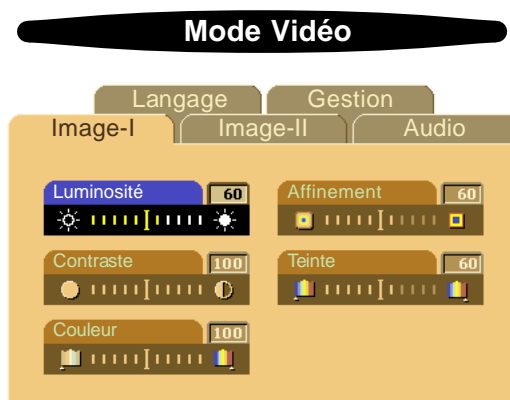 Mode Vidéo
Langage Gestion
Image-I Image-II Audio
Luminosité 60 Affinement 60
Contraste 100 Teinte 60
Couleur 100